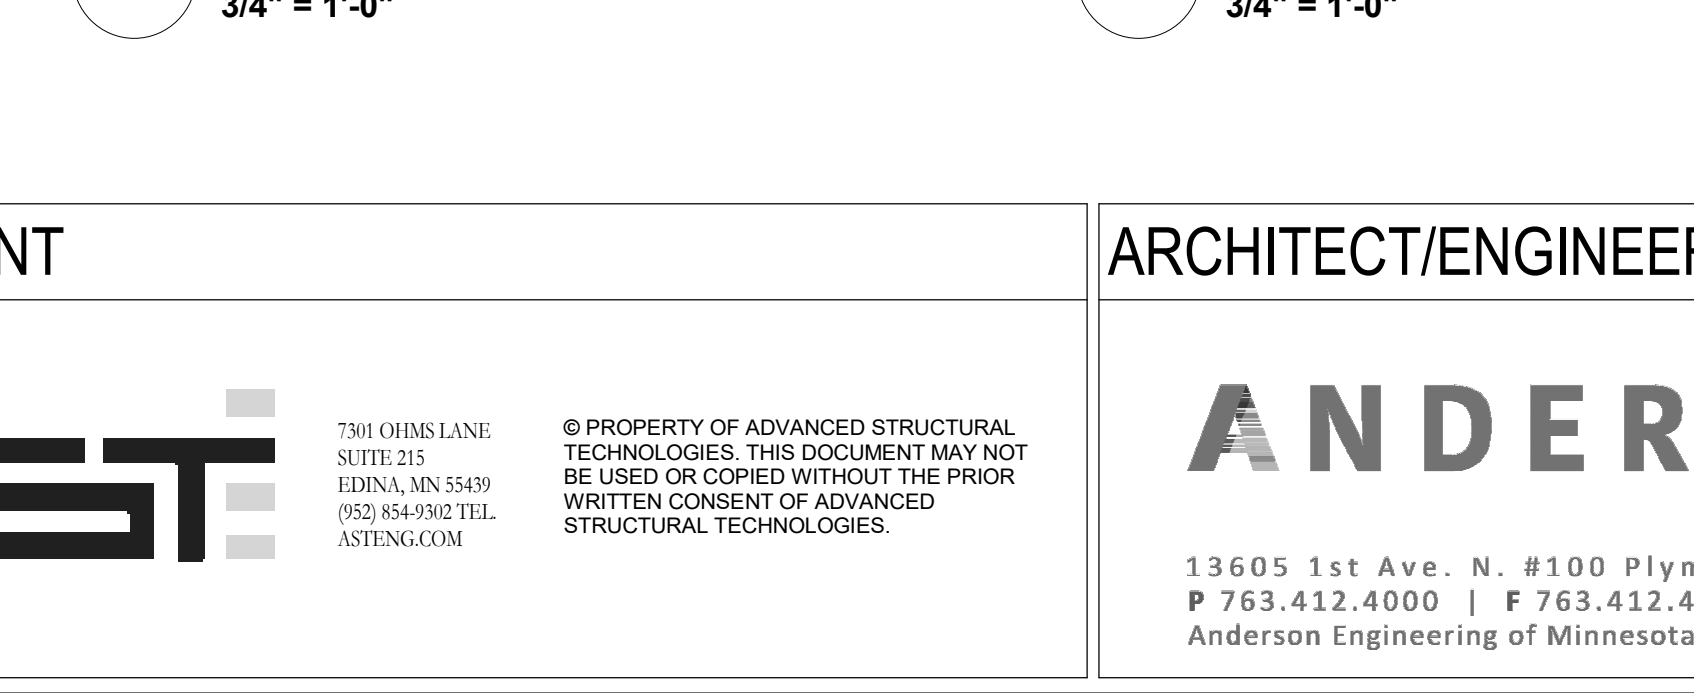 3/4" = 1'-0"
3/4" = 1'-0"
NT
ARCHITECT/ENGINEER
ST
7301 OHMS LANE
SUITE 215
EDINA, MN 55439
(952) 854-9302 TEL.
ASTENG.COM
© PROPERTY OF ADVANCED STRUCTURAL
TECHNOLOGIES. THIS DOCUMENT MAY NOT
BE USED OR COPIED WITHOUT THE PRIOR
WRITTEN CONSENT OF ADVANCED
STRUCTURAL TECHNOLOGIES.
ANDER
13605 1st Ave. N. #100 Plym
P 763.412.4000 | F 763.412.4
Anderson Engineering of Minnesota